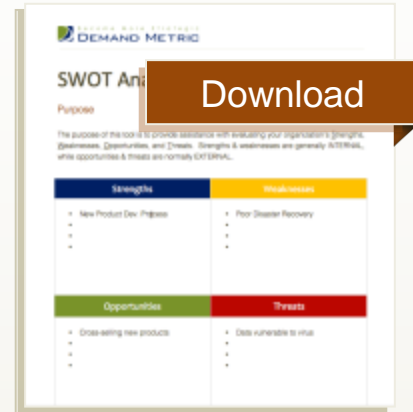 DEMAND METRIC
SWOT Ana
Download
Purpose
The purpose of this tool is to provide assistance with evaluating your organization's Strengths,
Weaknesses, Opportunities, and Threats. Strengths & weaknesses are generally INTERNAL,
while opportunities & threats are normally EXTERNAL.
Strengths Weaknesses
• New Product Dev. Process • Poor Disaster Recovery
Opportunities Threats
• Cross-selling new products • Data vulnerable to virus